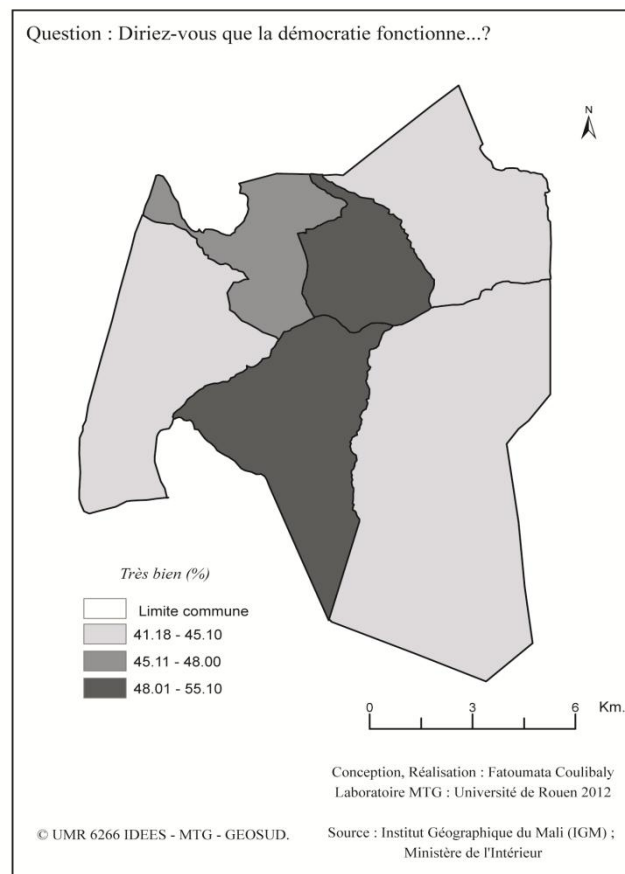 Question : Diriez-vous que la démocratie fonctionne...?
N
Très bien (%)
Limite commune
41.18 - 45.10
45.11 - 48.00
48.01 - 55.10
0 3 6 Km.
Conception, Réalisation : Fatoumata Coulibaly
Laboratoire MTG : Université de Rouen 2012
© UMR 6266 IDEES - MTG - GEOSUD.
Source : Institut Géographique du Mali (IGM) ;
Ministère de l'Intérieur